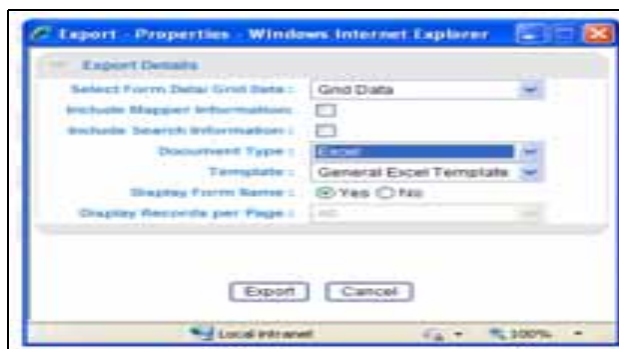 Export - Properties - Windows Internet Explorer
Export Details
Select Form Data/ Grid Data : Grid Data
Include Mapper Information:
Include Search Information :
Document Type : Excel
Template : General Excel Template
Display Form Name : Yes No
Display Records per Page :
Export Cancel
Local intranet 100%